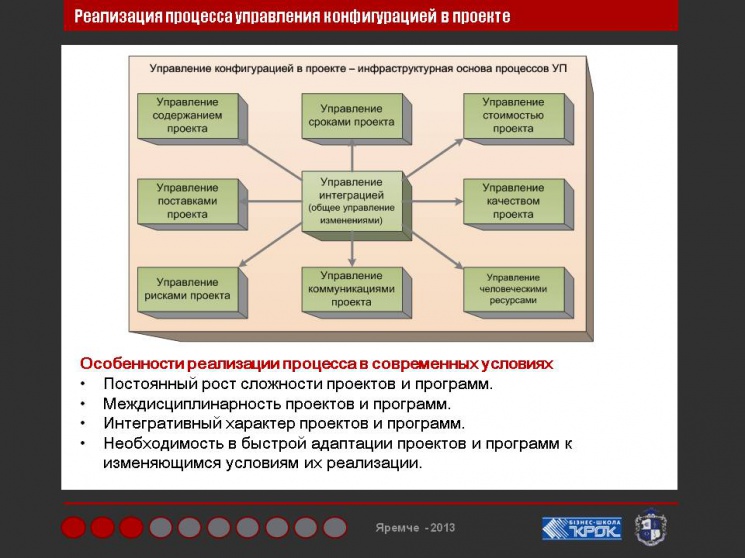 Реализация процесса управления конфигурацией в проекте
Управление конфигурацией в проекте – инфраструктурная основа процессов УП
Управление
содержанием
проекта
Управление
сроками проекта
Управление
стоимостью
проекта
Управление
поставками
проекта
Управление
интеграцией
(общее управление
изменениями)
Управление
качеством
проекта
Управление
рисками проекта
Управление
коммуникациями
проекта
Управление
человеческими
ресурсами
Особенности реализации процесса в современных условиях
• Постоянный рост сложности проектов и программ.
• Междисциплинарность проектов и программ.
• Интегративный характер проектов и программ.
• Необходимость в быстрой адаптации проектов и программ к
изменяющимся условиям их реализации.
Яремче - 2013
БІЗНЕС-ШКОЛА
КРОК